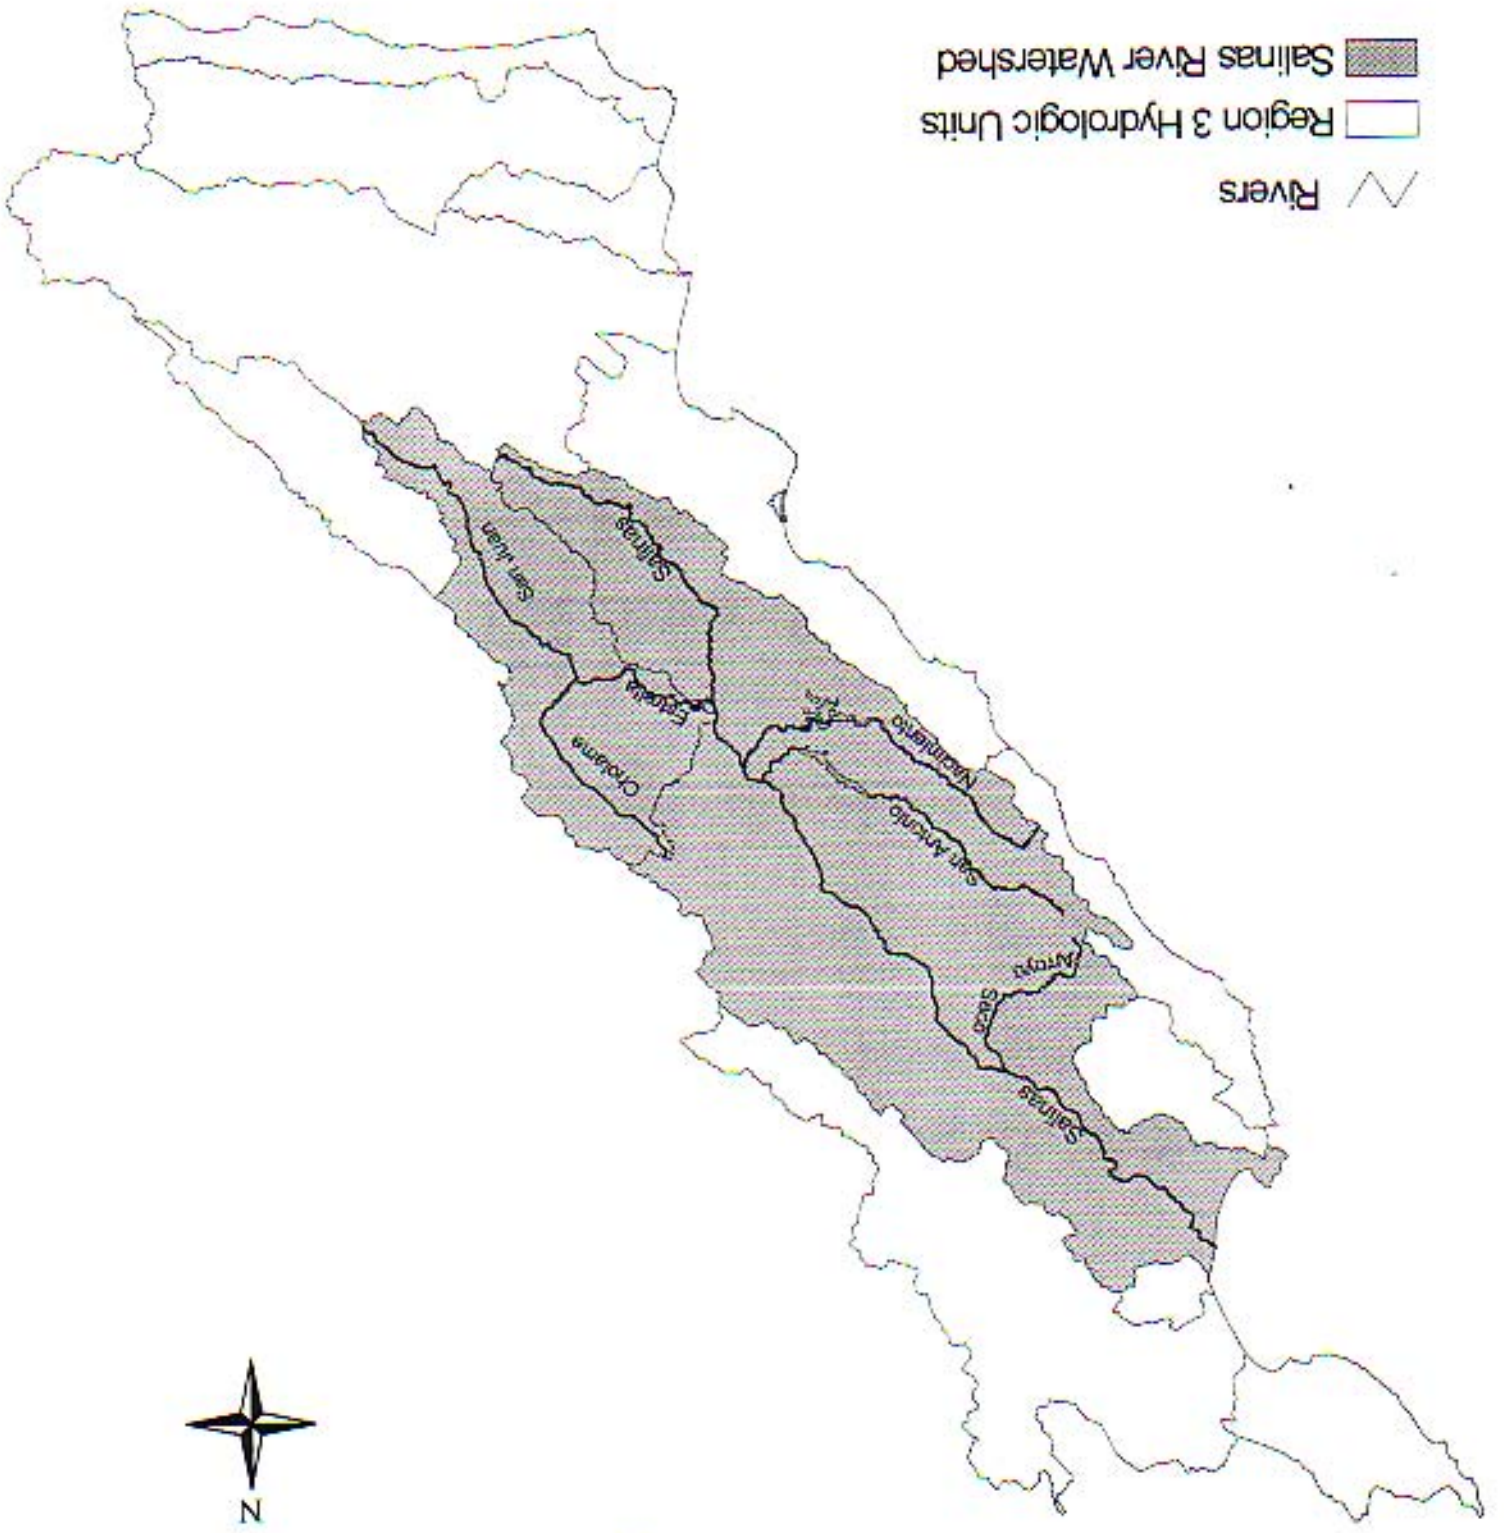 N
Salinas
Arroyo
Seco
San Antonio
Nacimiento
Cholame
Estrella
San Juan
Salinas
Rivers
Region 3 Hydrologic Units
Salinas River Watershed